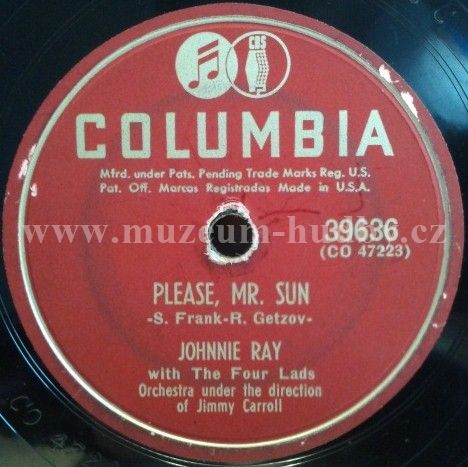 CBS
COLUMBIA
Mfrd. under Pats. Pending Trade Marks Reg. U.S.
Pat. Off. Marcas Registradas Made in U.S.A.
www.muzeum-hudby.cz
39636
(CO 47223)
PLEASE, MR. SUN
-S. Frank-R. Getzov-
JOHNNIE RAY
with The Four Lads
Orchestra under the direction
of Jimmy Carroll